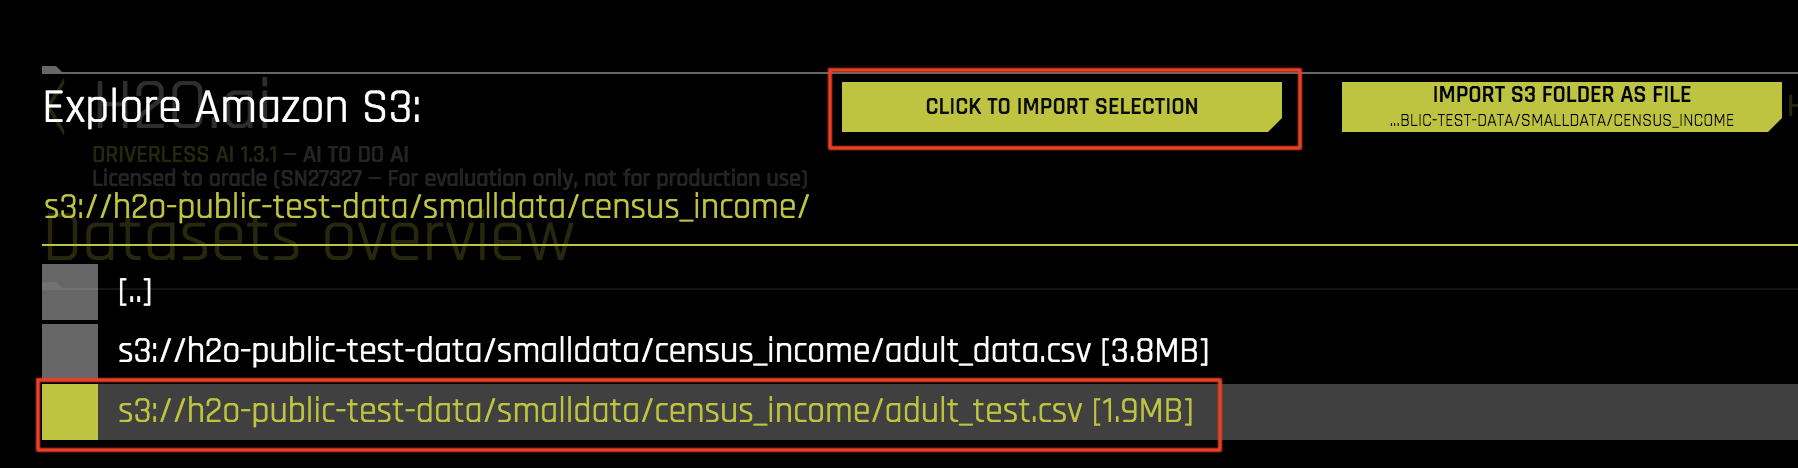 H2O.ai
Explore Amazon S3:
CLICK TO IMPORT SELECTION
IMPORT S3 FOLDER AS FILE
...BLIC-TEST-DATA/SMALLDATA/CENSUS_INCOME
DRIVERLESS AI 1.3.1 – AI TO DO AI
Licensed to oracle (SN27327 – For evaluation only, not for production use)
s3://h2o-public-test-data/smalldata/census_income/
Datasets overview
[..]
s3://h2o-public-test-data/smalldata/census_income/adult_data.csv [3.8MB]
s3://h2o-public-test-data/smalldata/census_income/adult_test.csv [1.9MB]